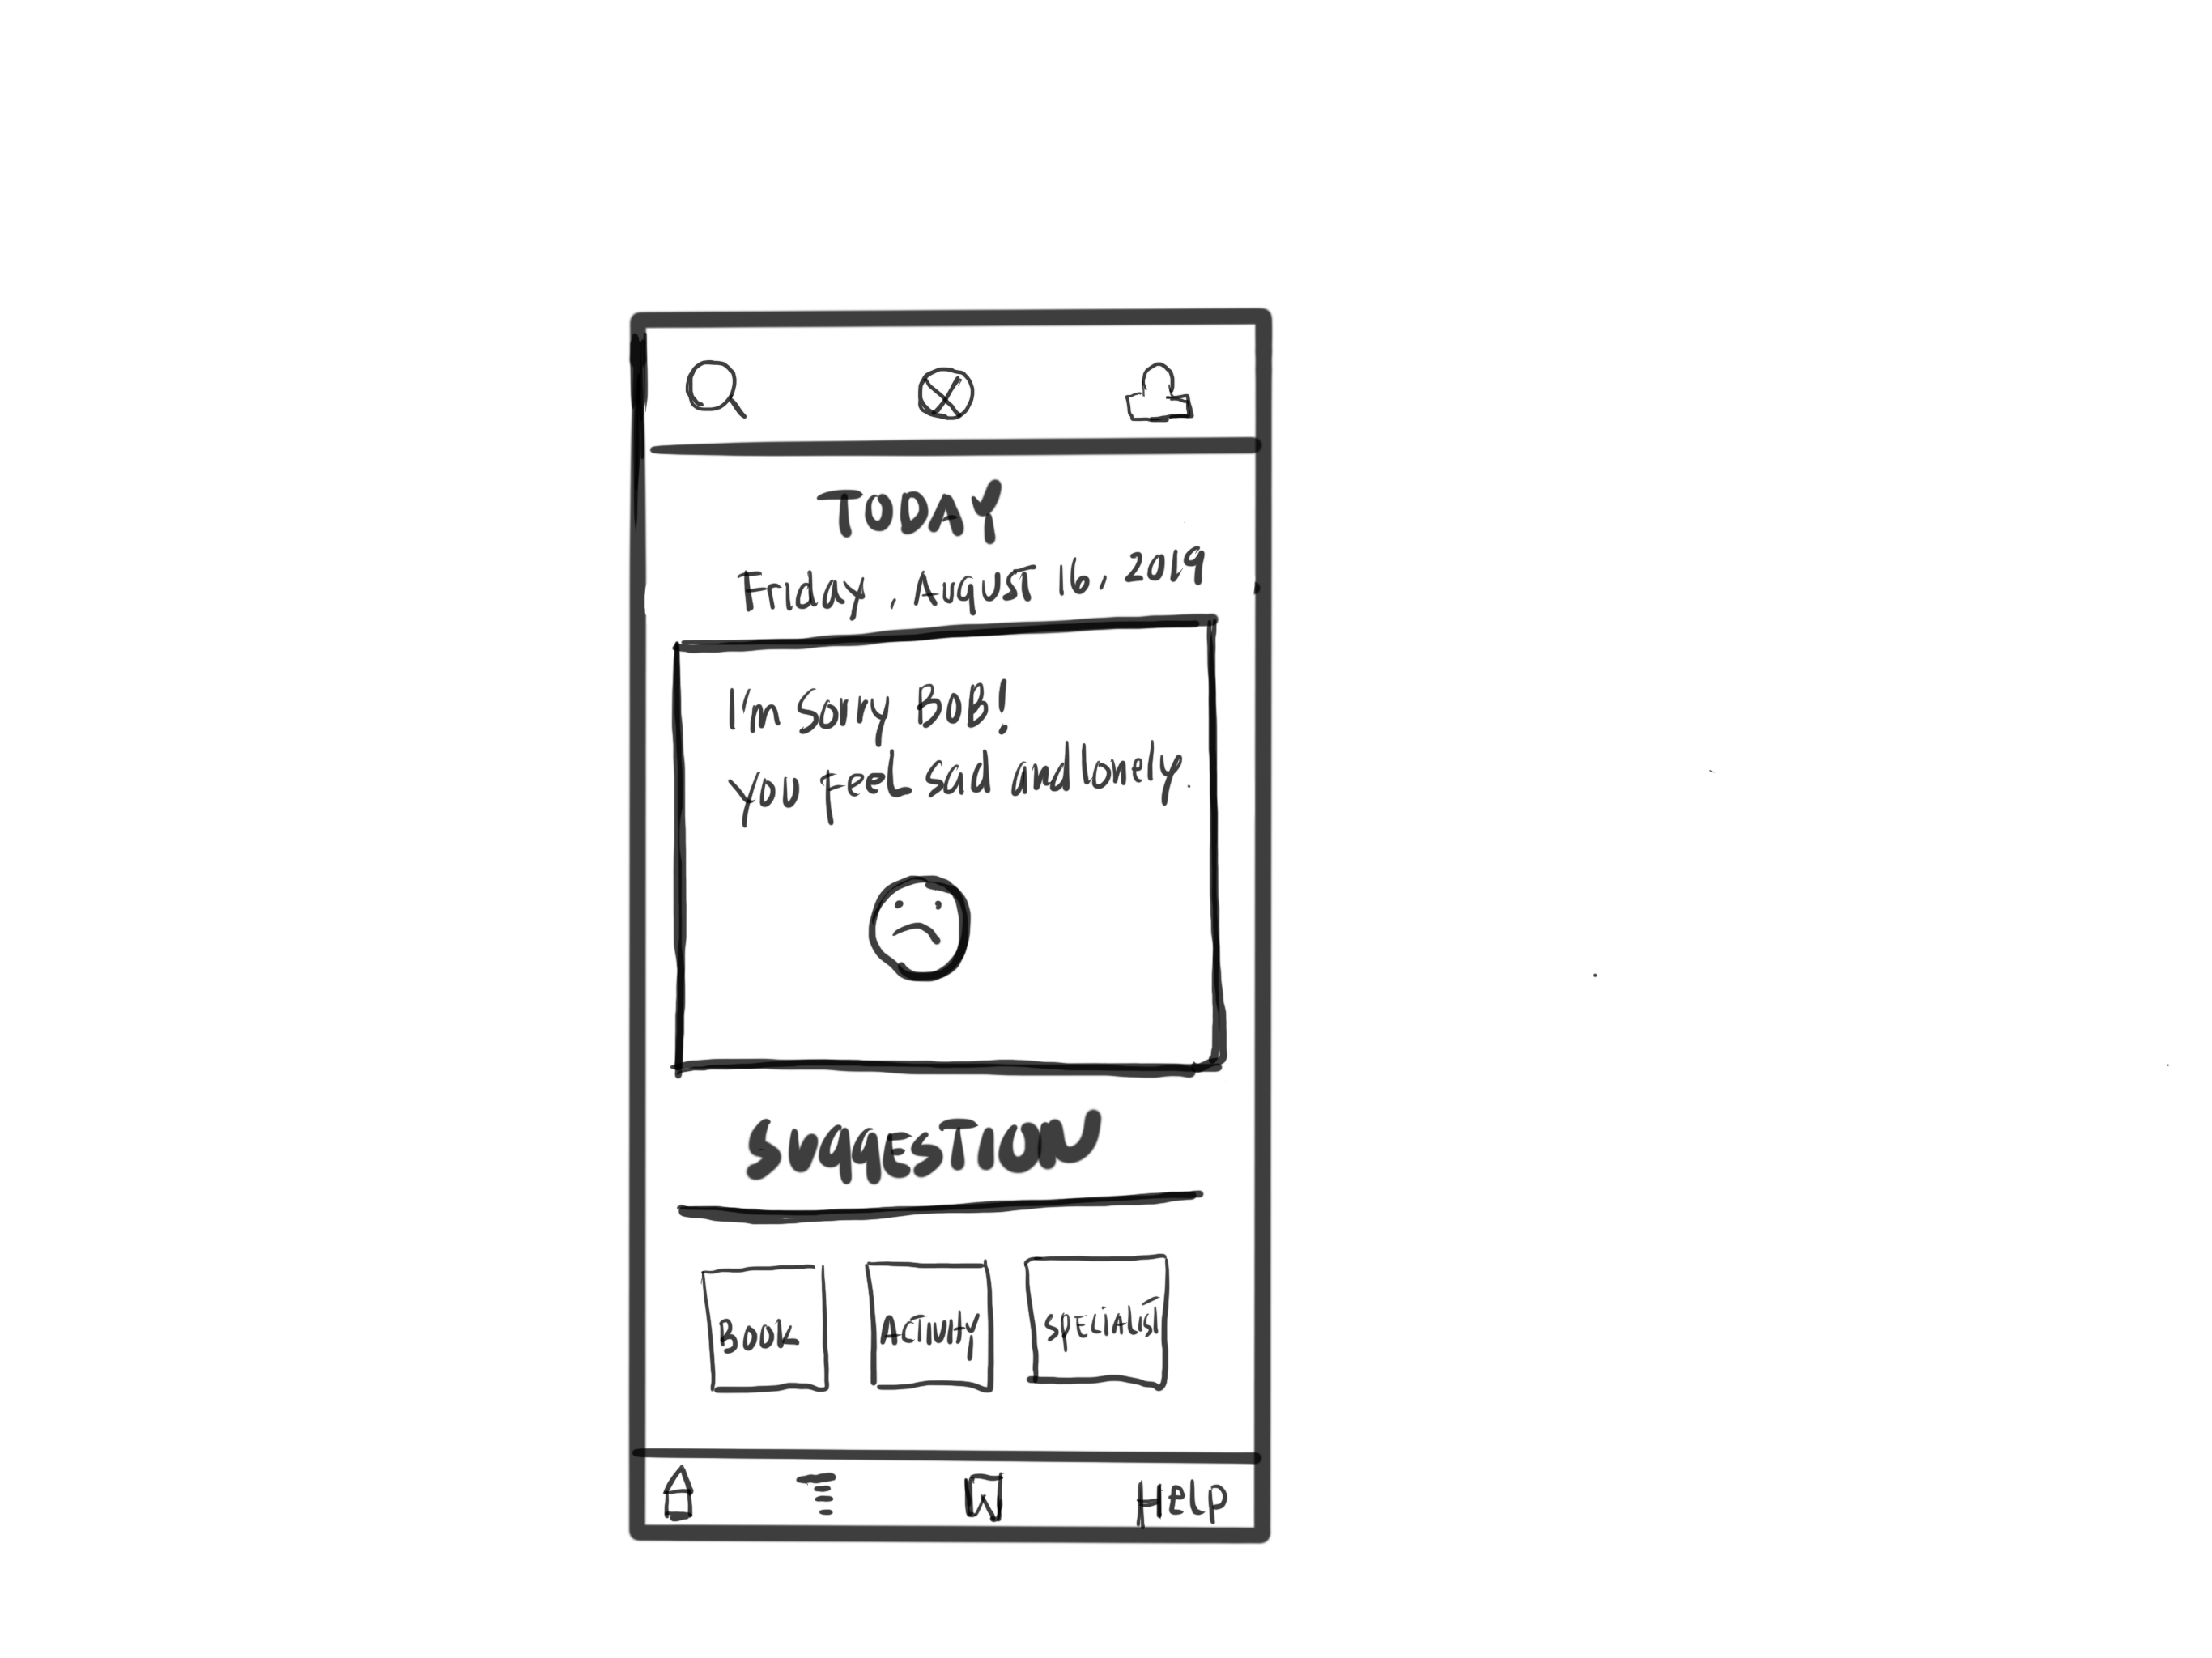 TODAY
Friday, August 16, 2019
I'm sorry BOB!
You feel sad and lonely.
SUGGESTION
BOOK
ACTIVITY
SPECIALIST
Help